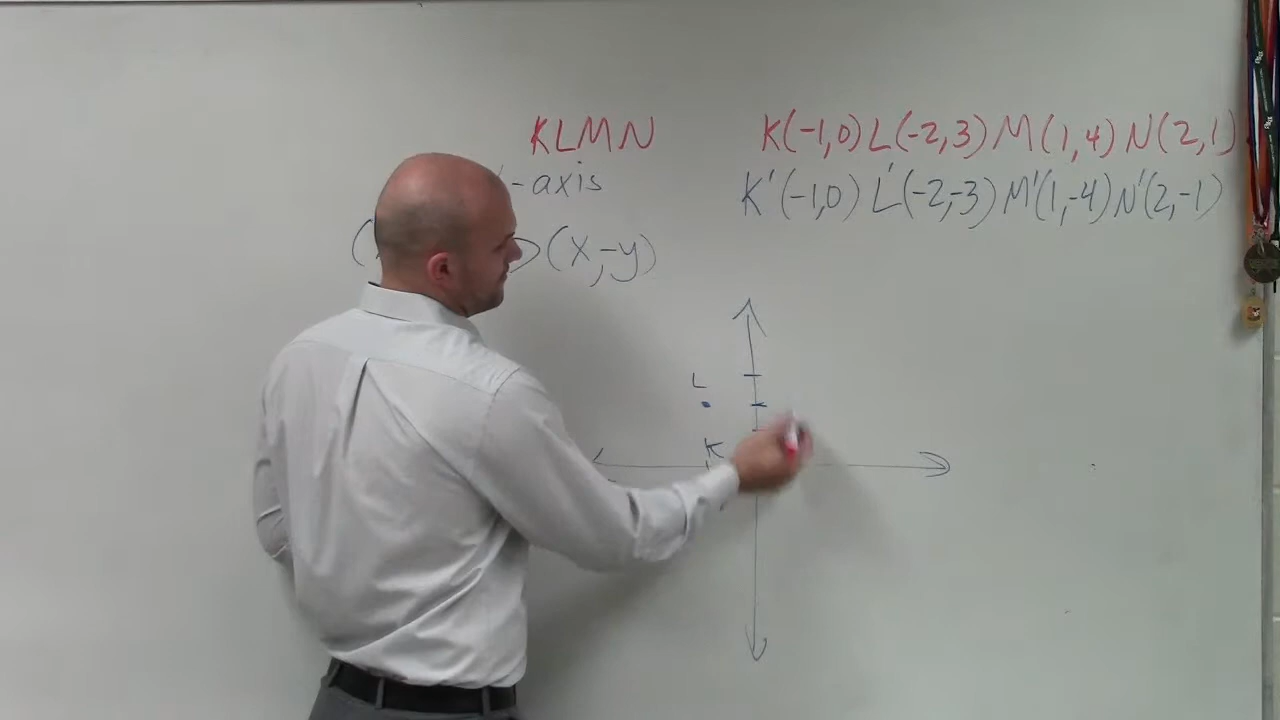 KLMN
K(-1,0) L(-2,3) M(1,4) N(2,1)
-axis
K'(-1,0) L'(-2,-3) M'(1,-4) N'(2,-1)
(x,-y)
L
K